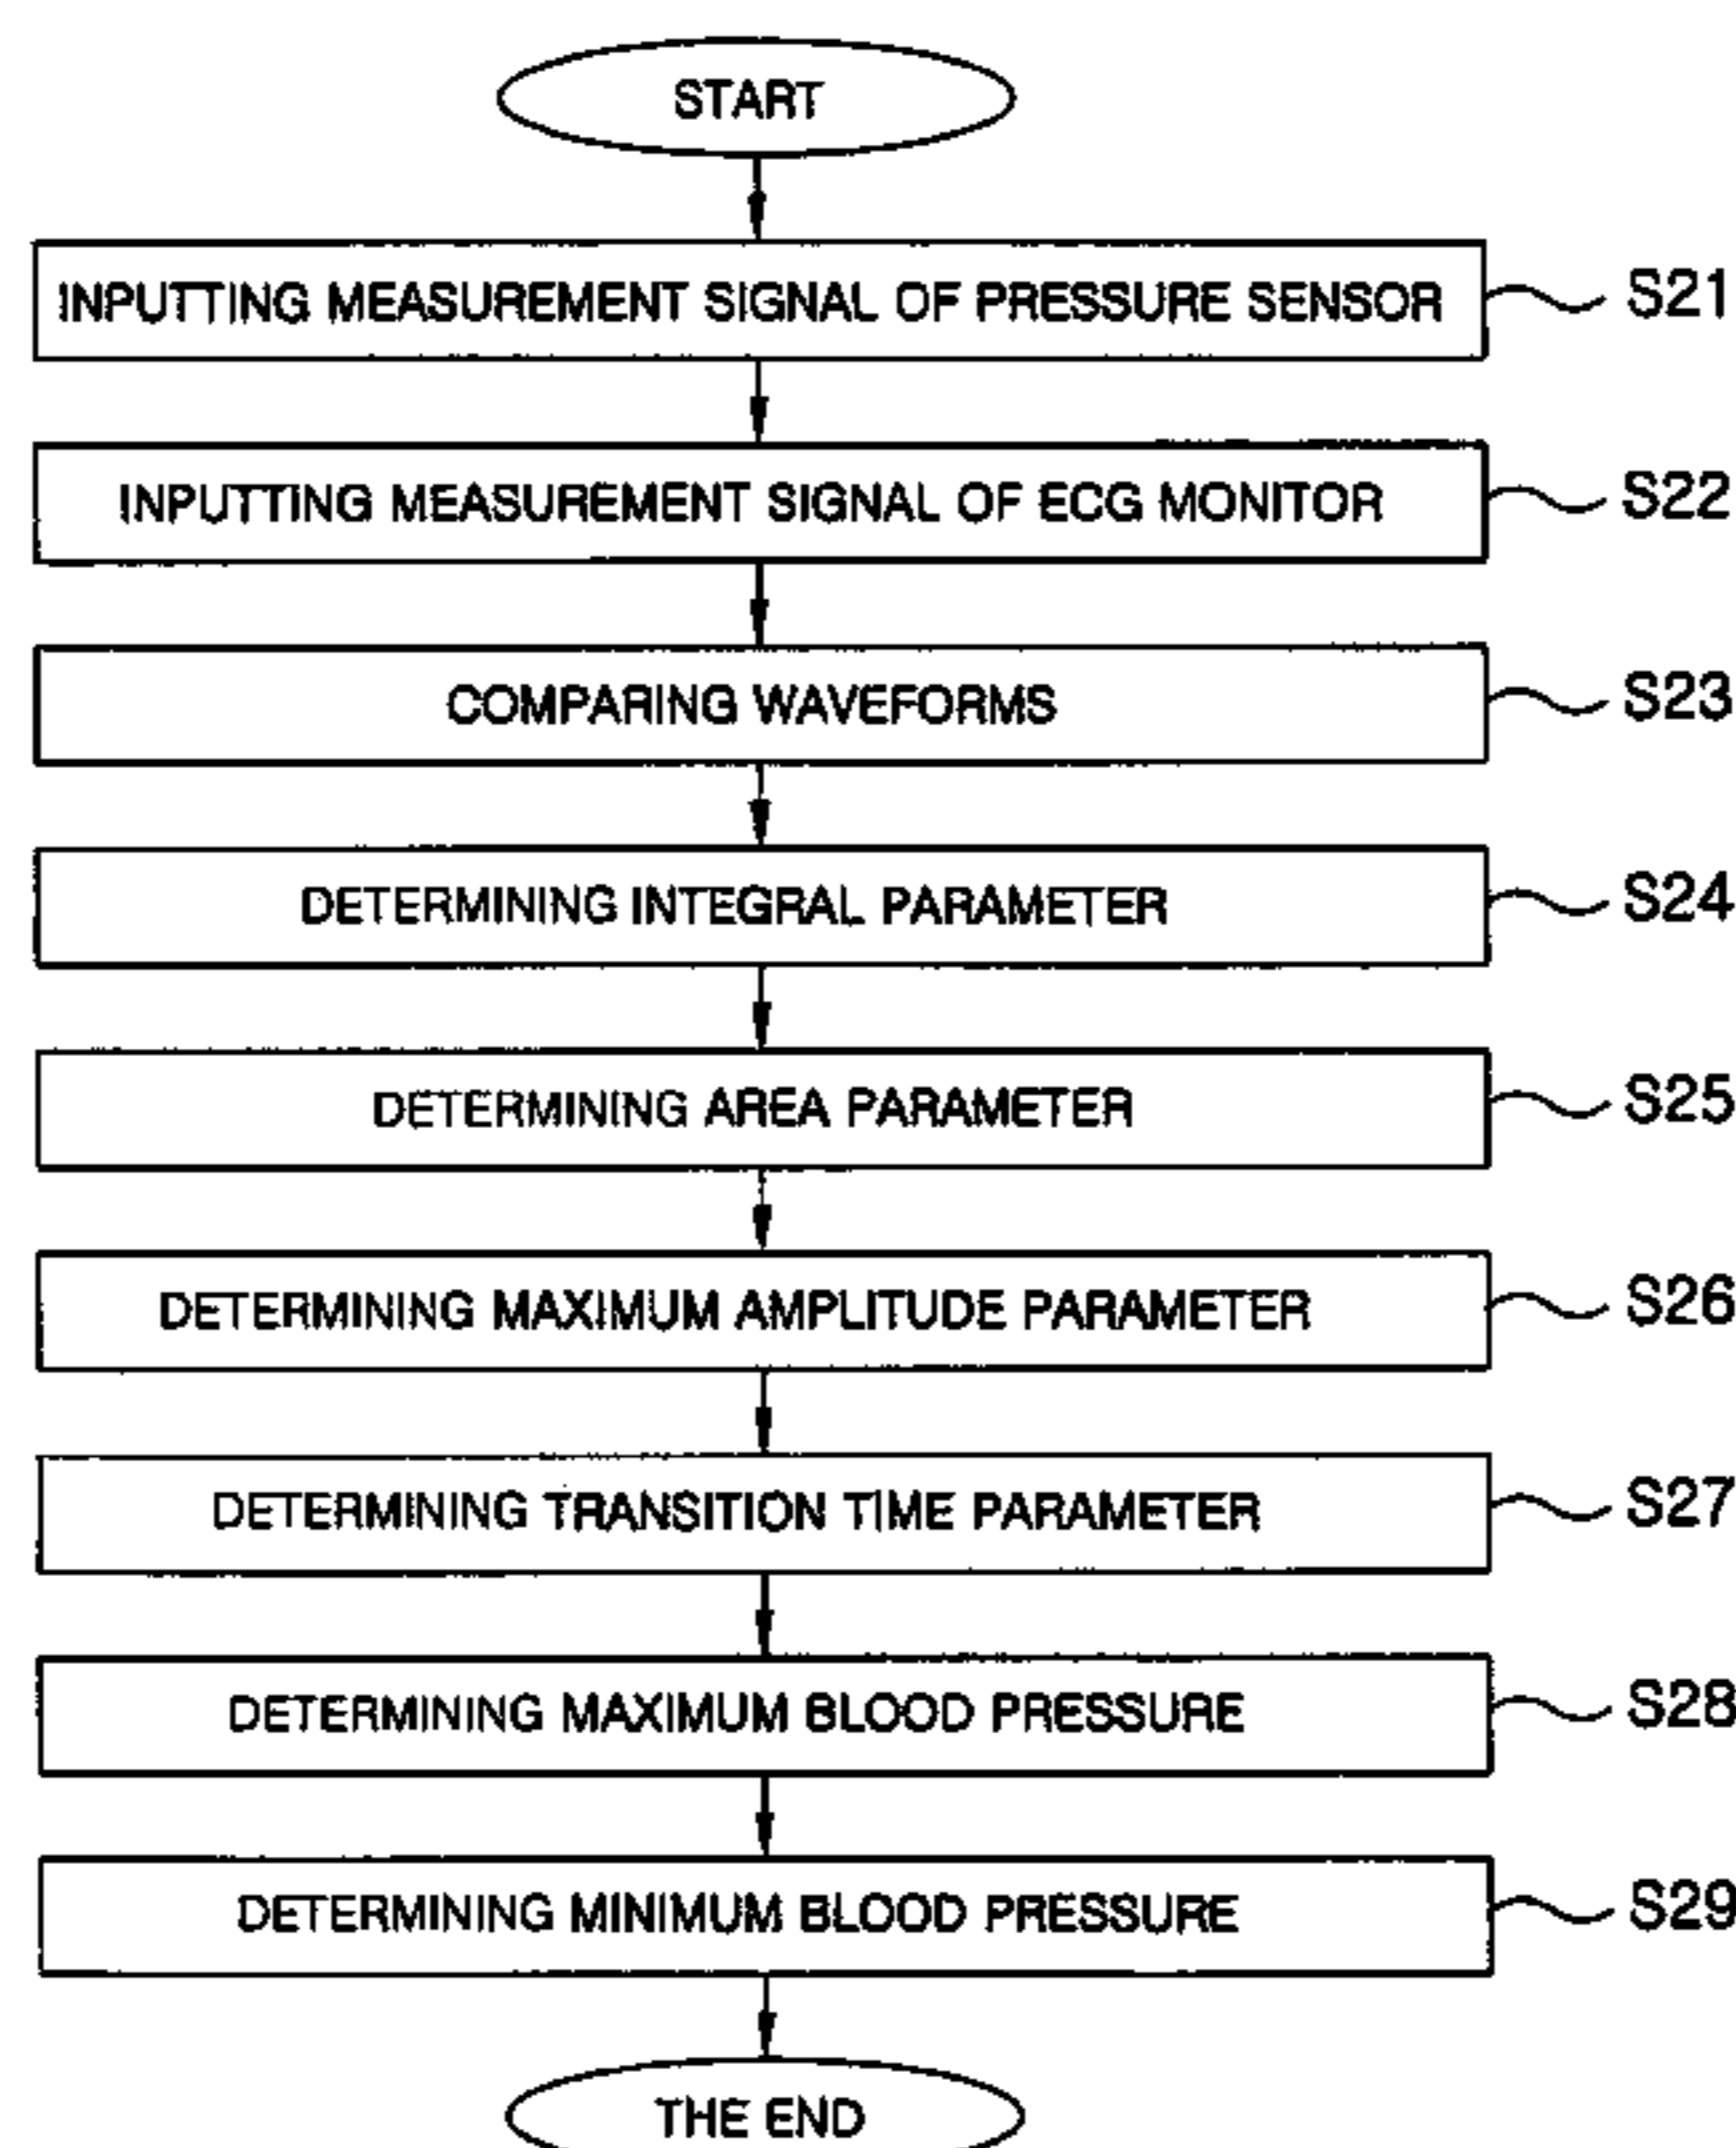 START
INPUTTING MEASUREMENT SIGNAL OF PRESSURE SENSOR S21
INPUTTING MEASUREMENT SIGNAL OF ECG MONITOR S22
COMPARING WAVEFORMS S23
DETERMINING INTEGRAL PARAMETER S24
DETERMINING AREA PARAMETER S25
DETERMINING MAXIMUM AMPLITUDE PARAMETER S26
DETERMINING TRANSITION TIME PARAMETER S27
DETERMINING MAXIMUM BLOOD PRESSURE S28
DETERMINING MINIMUM BLOOD PRESSURE S29
THE END